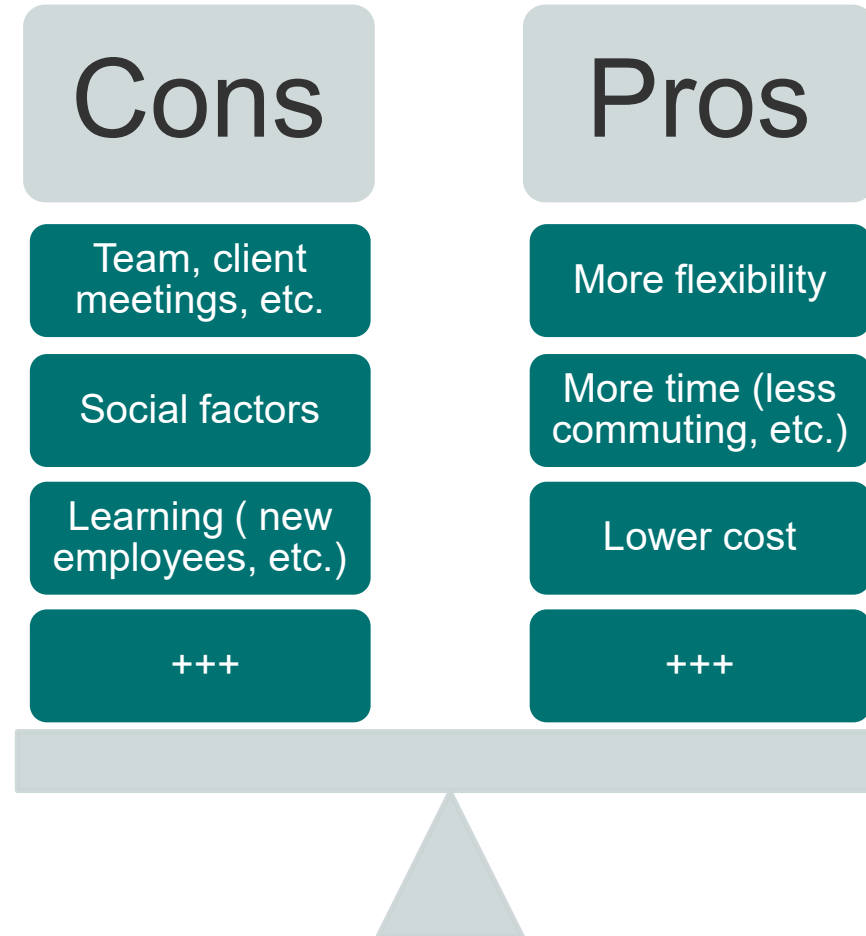 Cons
Team, client
meetings, etc.
Social factors
Learning ( new
employees, etc.)
+++
Pros
More flexibility
More time (less
commuting, etc.)
Lower cost
+++